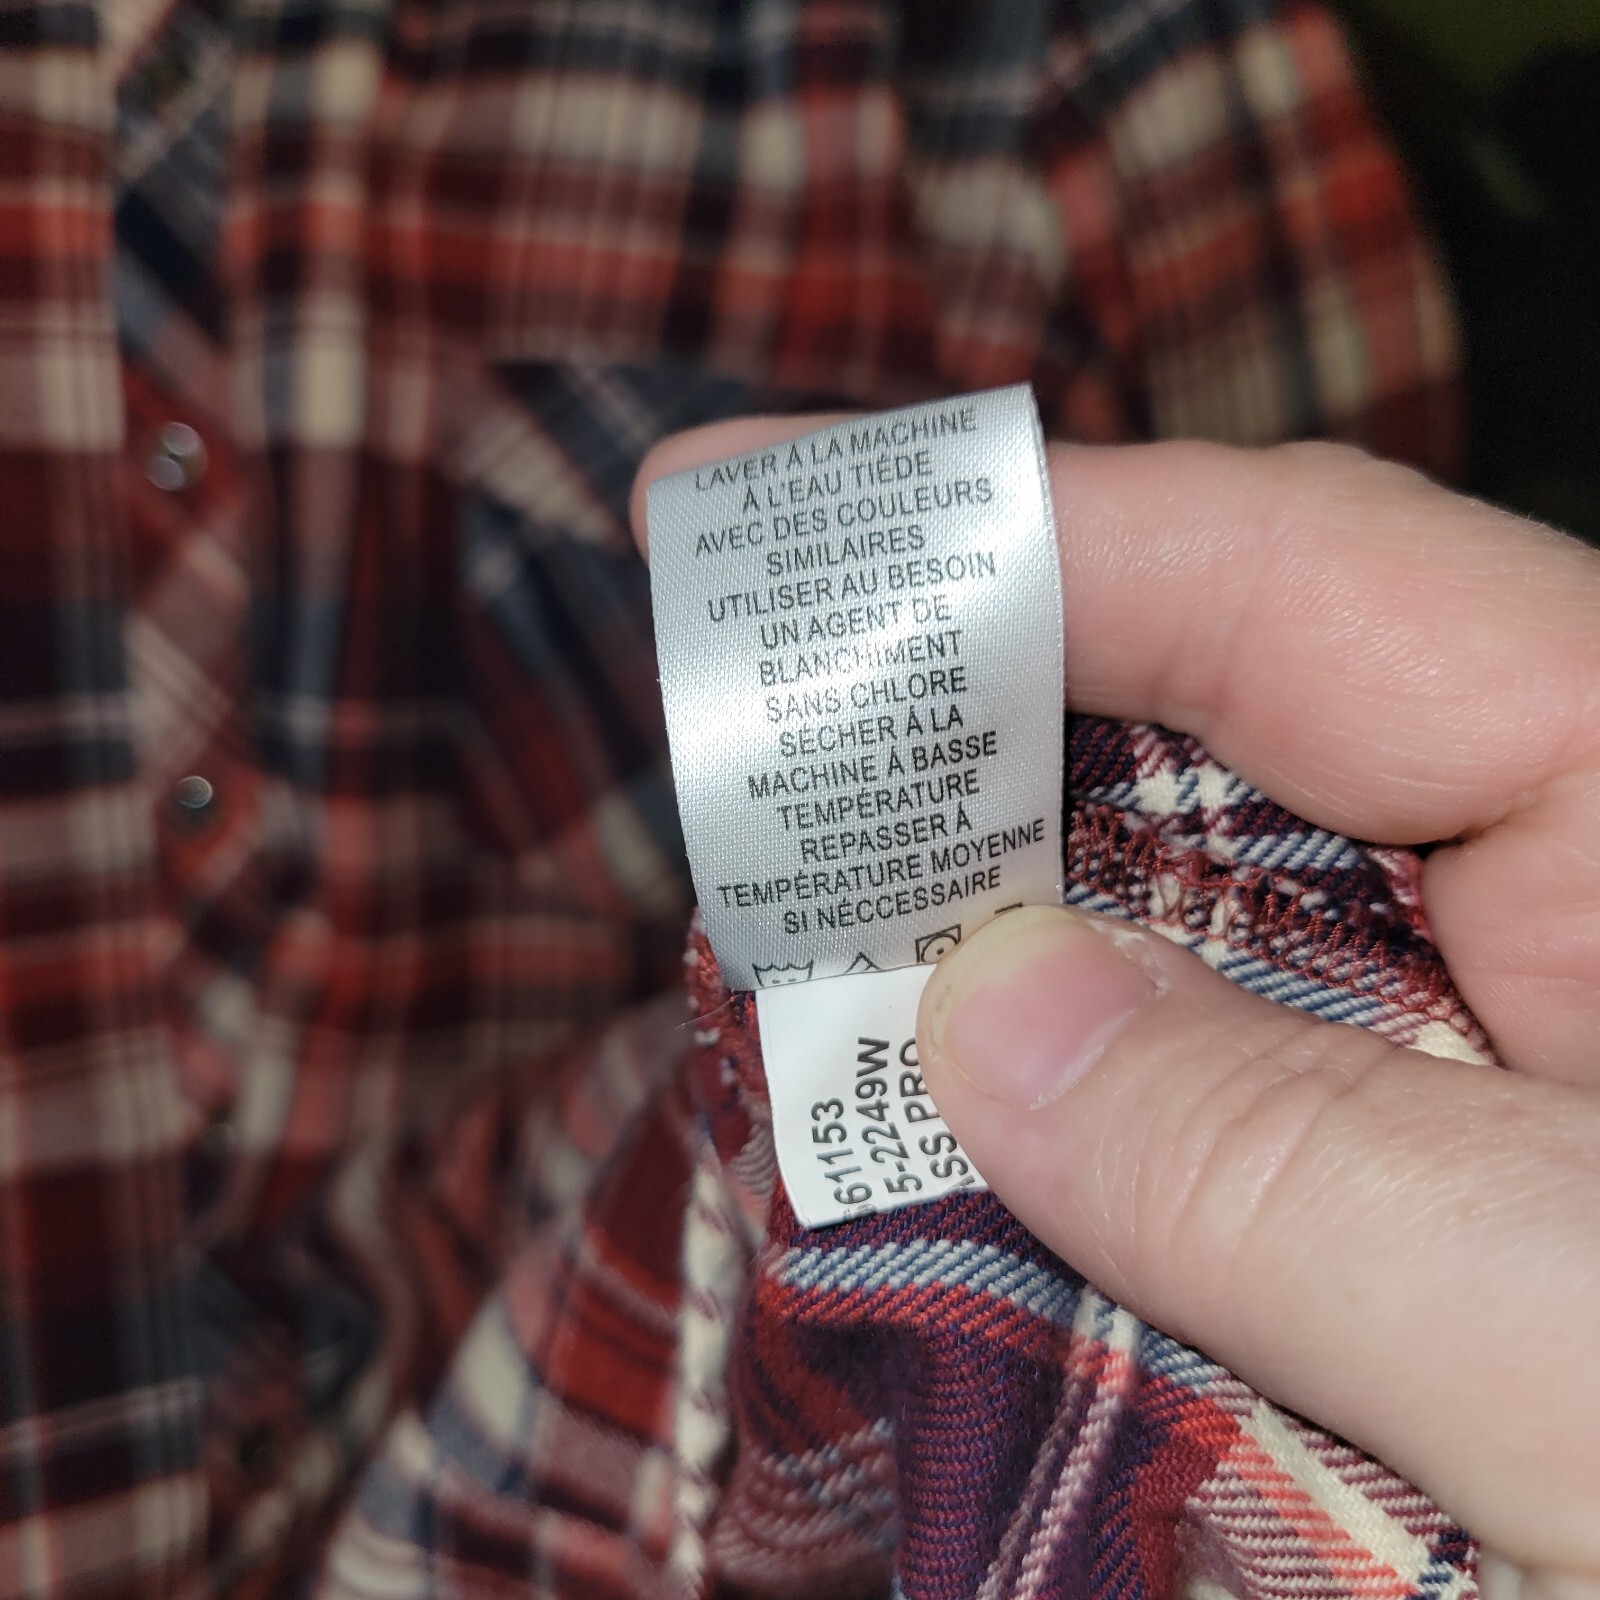 LAVER À LA MACHINE
À L'EAU TIÉDE
AVEC DES COULEURS
SIMILAIRES
UTILISER AU BESOIN
UN AGENT DE
BLANCHIMENT
SANS CHLORE
SÉCHER À LA
MACHINE À BASSE
TEMPÉRATURE
REPASSER À
TEMPÉRATURE MOYENNE
SI NÉCCESSAIRE
61153
5-2249W